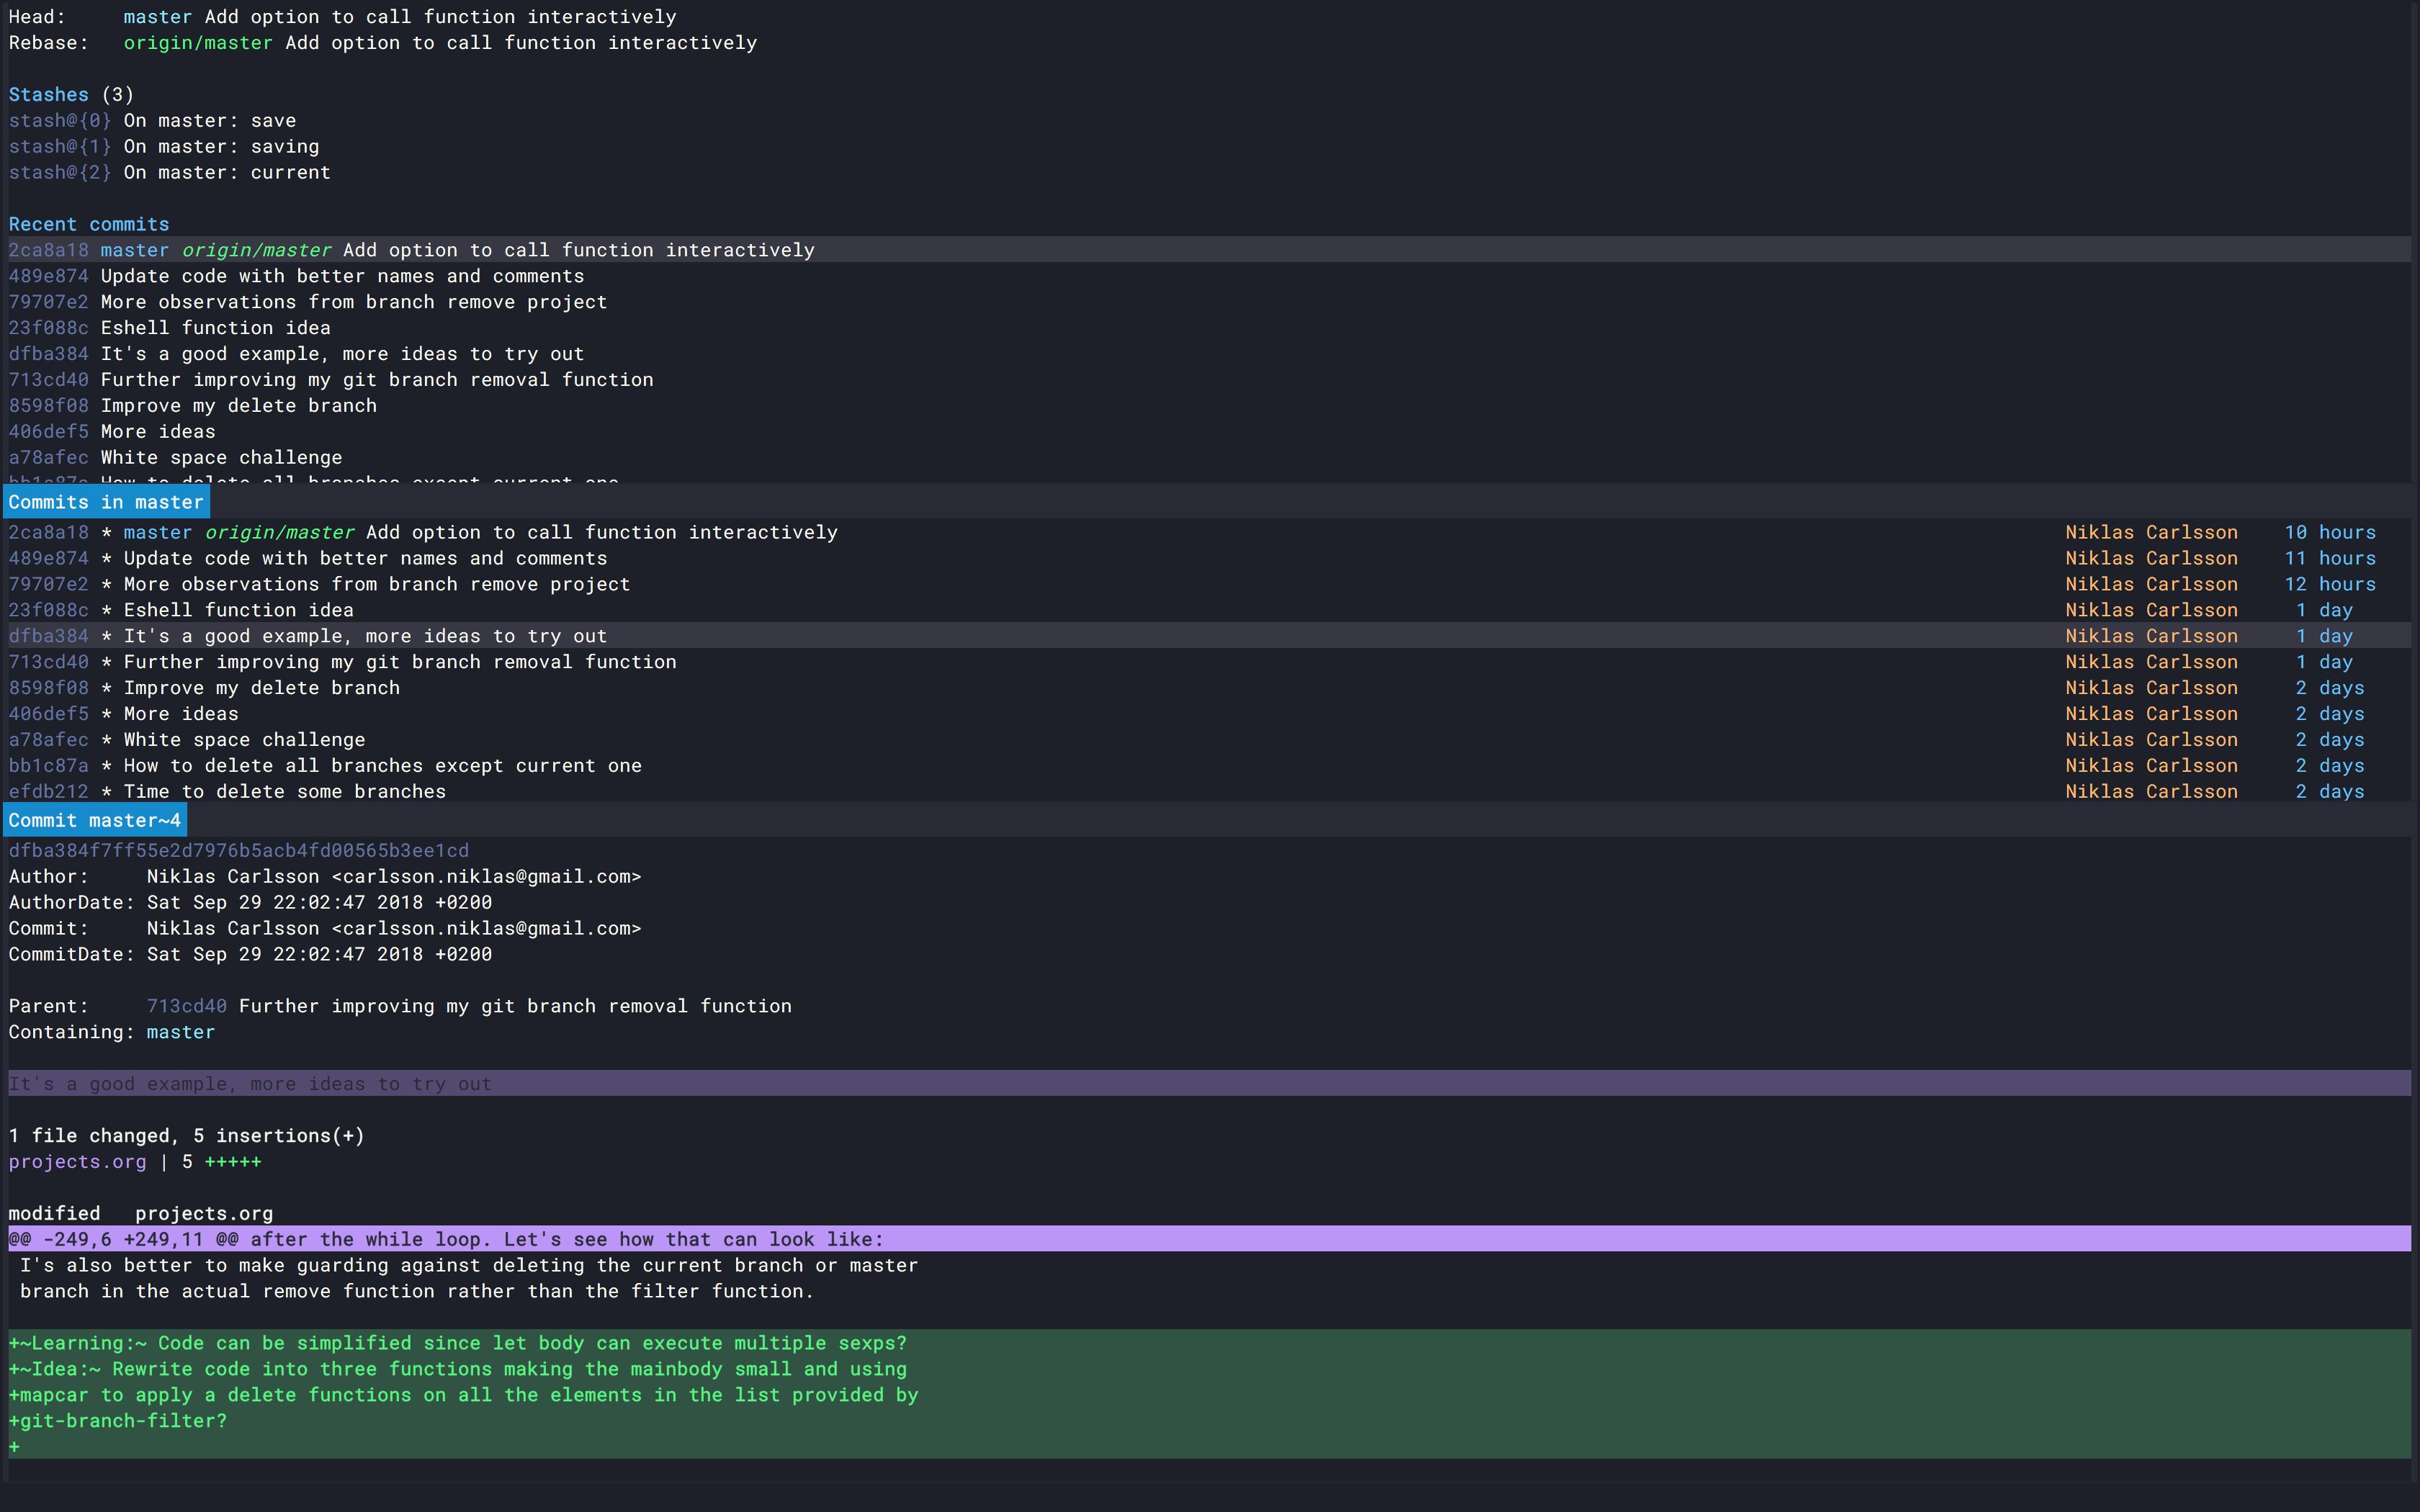 Head:     master Add option to call function interactively
Rebase:   origin/master Add option to call function interactively
Stashes (3)
stash@{0} On master: save
stash@{1} On master: saving
stash@{2} On master: current
Recent commits
2ca8a18 master origin/master Add option to call function interactively
489e874 Update code with better names and comments
79707e2 More observations from branch remove project
23f088c Eshell function idea
dfba384 It's a good example, more ideas to try out
713cd40 Further improving my git branch removal function
8598f08 Improve my delete branch
406def5 More ideas
a78afec White space challenge
bb1c87a How to delete all branches except current one
Commits in master
2ca8a18 * master origin/master Add option to call function interactively Niklas Carlsson 10 hours
489e874 * Update code with better names and comments Niklas Carlsson 11 hours
79707e2 * More observations from branch remove project Niklas Carlsson 12 hours
23f088c * Eshell function idea Niklas Carlsson 1 day
dfba384 * It's a good example, more ideas to try out Niklas Carlsson 1 day
713cd40 * Further improving my git branch removal function Niklas Carlsson 1 day
8598f08 * Improve my delete branch Niklas Carlsson 2 days
406def5 * More ideas Niklas Carlsson 2 days
a78afec * White space challenge Niklas Carlsson 2 days
bb1c87a * How to delete all branches except current one Niklas Carlsson 2 days
efdb212 * Time to delete some branches Niklas Carlsson 2 days
Commit master~4
dfba384f7ff55e2d7976b5acb4fd00565b3ee1cd
Author:     Niklas Carlsson <carlsson.niklas@gmail.com>
AuthorDate: Sat Sep 29 22:02:47 2018 +0200
Commit:     Niklas Carlsson <carlsson.niklas@gmail.com>
CommitDate: Sat Sep 29 22:02:47 2018 +0200
Parent:     713cd40 Further improving my git branch removal function
Containing: master
It's a good example, more ideas to try out
1 file changed, 5 insertions(+)
projects.org | 5 +++++
modified   projects.org
@@ -249,6 +249,11 @@ after the while loop. Let's see how that can look like:
 I's also better to make guarding against deleting the current branch or master
 branch in the actual remove function rather than the filter function.
+~Learning:~ Code can be simplified since let body can execute multiple sexps?
+~Idea:~ Rewrite code into three functions making the mainbody small and using
+mapcar to apply a delete functions on all the elements in the list provided by
+git-branch-filter?
+